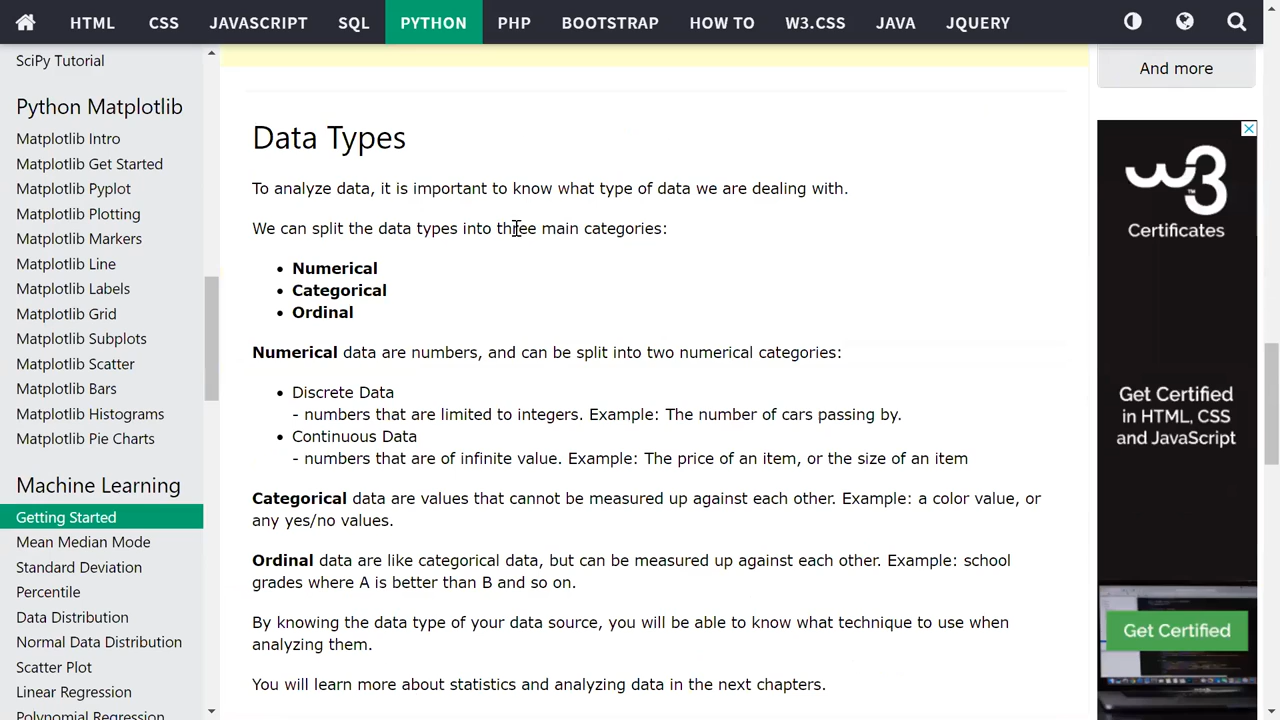 HTML CSS JAVASCRIPT SQL PYTHON PHP BOOTSTRAP HOW TO W3.CSS JAVA JQUERY
SciPy Tutorial
Python Matplotlib
Matplotlib Intro
Matplotlib Get Started
Matplotlib Pyplot
Matplotlib Plotting
Matplotlib Markers
Matplotlib Line
Matplotlib Labels
Matplotlib Grid
Matplotlib Subplots
Matplotlib Scatter
Matplotlib Bars
Matplotlib Histograms
Matplotlib Pie Charts
Machine Learning
Getting Started
Mean Median Mode
Standard Deviation
Percentile
Data Distribution
Normal Data Distribution
Scatter Plot
Linear Regression
Polynomial Regression
Data Types
To analyze data, it is important to know what type of data we are dealing with.
We can split the data types into three main categories:
• Numerical
• Categorical
• Ordinal
Numerical data are numbers, and can be split into two numerical categories:
• Discrete Data
- numbers that are limited to integers. Example: The number of cars passing by.
• Continuous Data
- numbers that are of infinite value. Example: The price of an item, or the size of an item
Categorical data are values that cannot be measured up against each other. Example: a color value, or
any yes/no values.
Ordinal data are like categorical data, but can be measured up against each other. Example: school
grades where A is better than B and so on.
By knowing the data type of your data source, you will be able to know what technique to use when
analyzing them.
You will learn more about statistics and analyzing data in the next chapters.
And more
w3
TM
Certificates
Get Certified
in HTML, CSS
and JavaScript
Get Certified